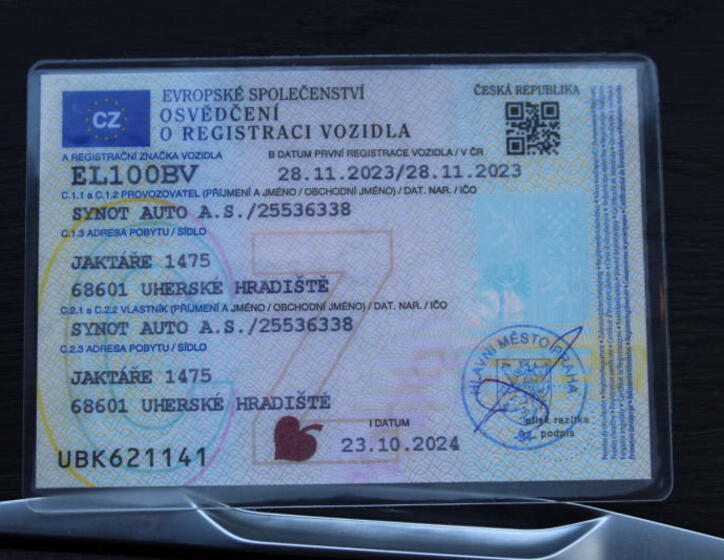 EVROPSKÉ SPOLEČENSTVÍ
ČESKÁ REPUBLIKA
CZ
OSVĚDČENÍ
O REGISTRACI VOZIDLA
A REGISTRAČNÍ ZNAČKA VOZIDLA
B DATUM PRVNÍ REGISTRACE VOZIDLA / V ČR
EL100BV
28.11.2023/28.11.2023
C.1.1 a C.1.2 PROVOZOVATEL (PŘÍJMENÍ A JMÉNO / OBCHODNÍ JMÉNO) / DAT. NAR. / IČO
SYNOT AUTO A.S./25536338
C.1.3 ADRESA POBYTU / SÍDLO
JAKTÁŘE 1475
68601 UHERSKÉ HRADIŠTĚ
C.2.1 a C.2.2 VLASTNÍK (PŘÍJMENÍ A JMÉNO / OBCHODNÍ JMÉNO) / DAT. NAR. / IČO
SYNOT AUTO A.S./25536338
C.2.3 ADRESA POBYTU / SÍDLO
JAKTÁŘE 1475
68601 UHERSKÉ HRADIŠTĚ
HLAVNÍ MĚSTO PRAHA
otisk razítka
podpis
I DATUM
23.10.2024
UBK621141